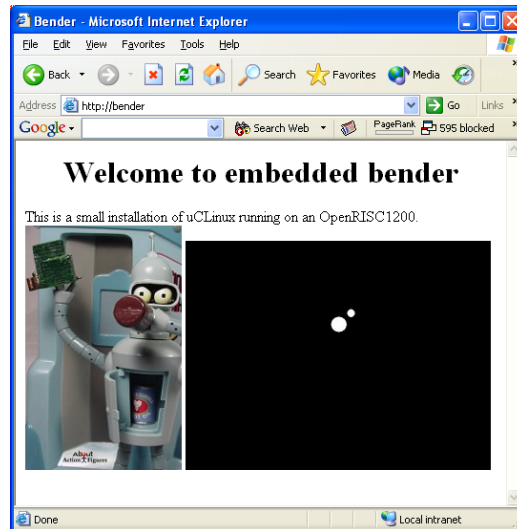 Bender - Microsoft Internet Explorer
File Edit View Favorites Tools Help
Back Search Favorites Media
Address http://bender Go Links
Google Search Web PageRank 595 blocked
Welcome to embedded bender
This is a small installation of uCLinux running on an OpenRISC1200.
About
Action Figures
Done Local intranet